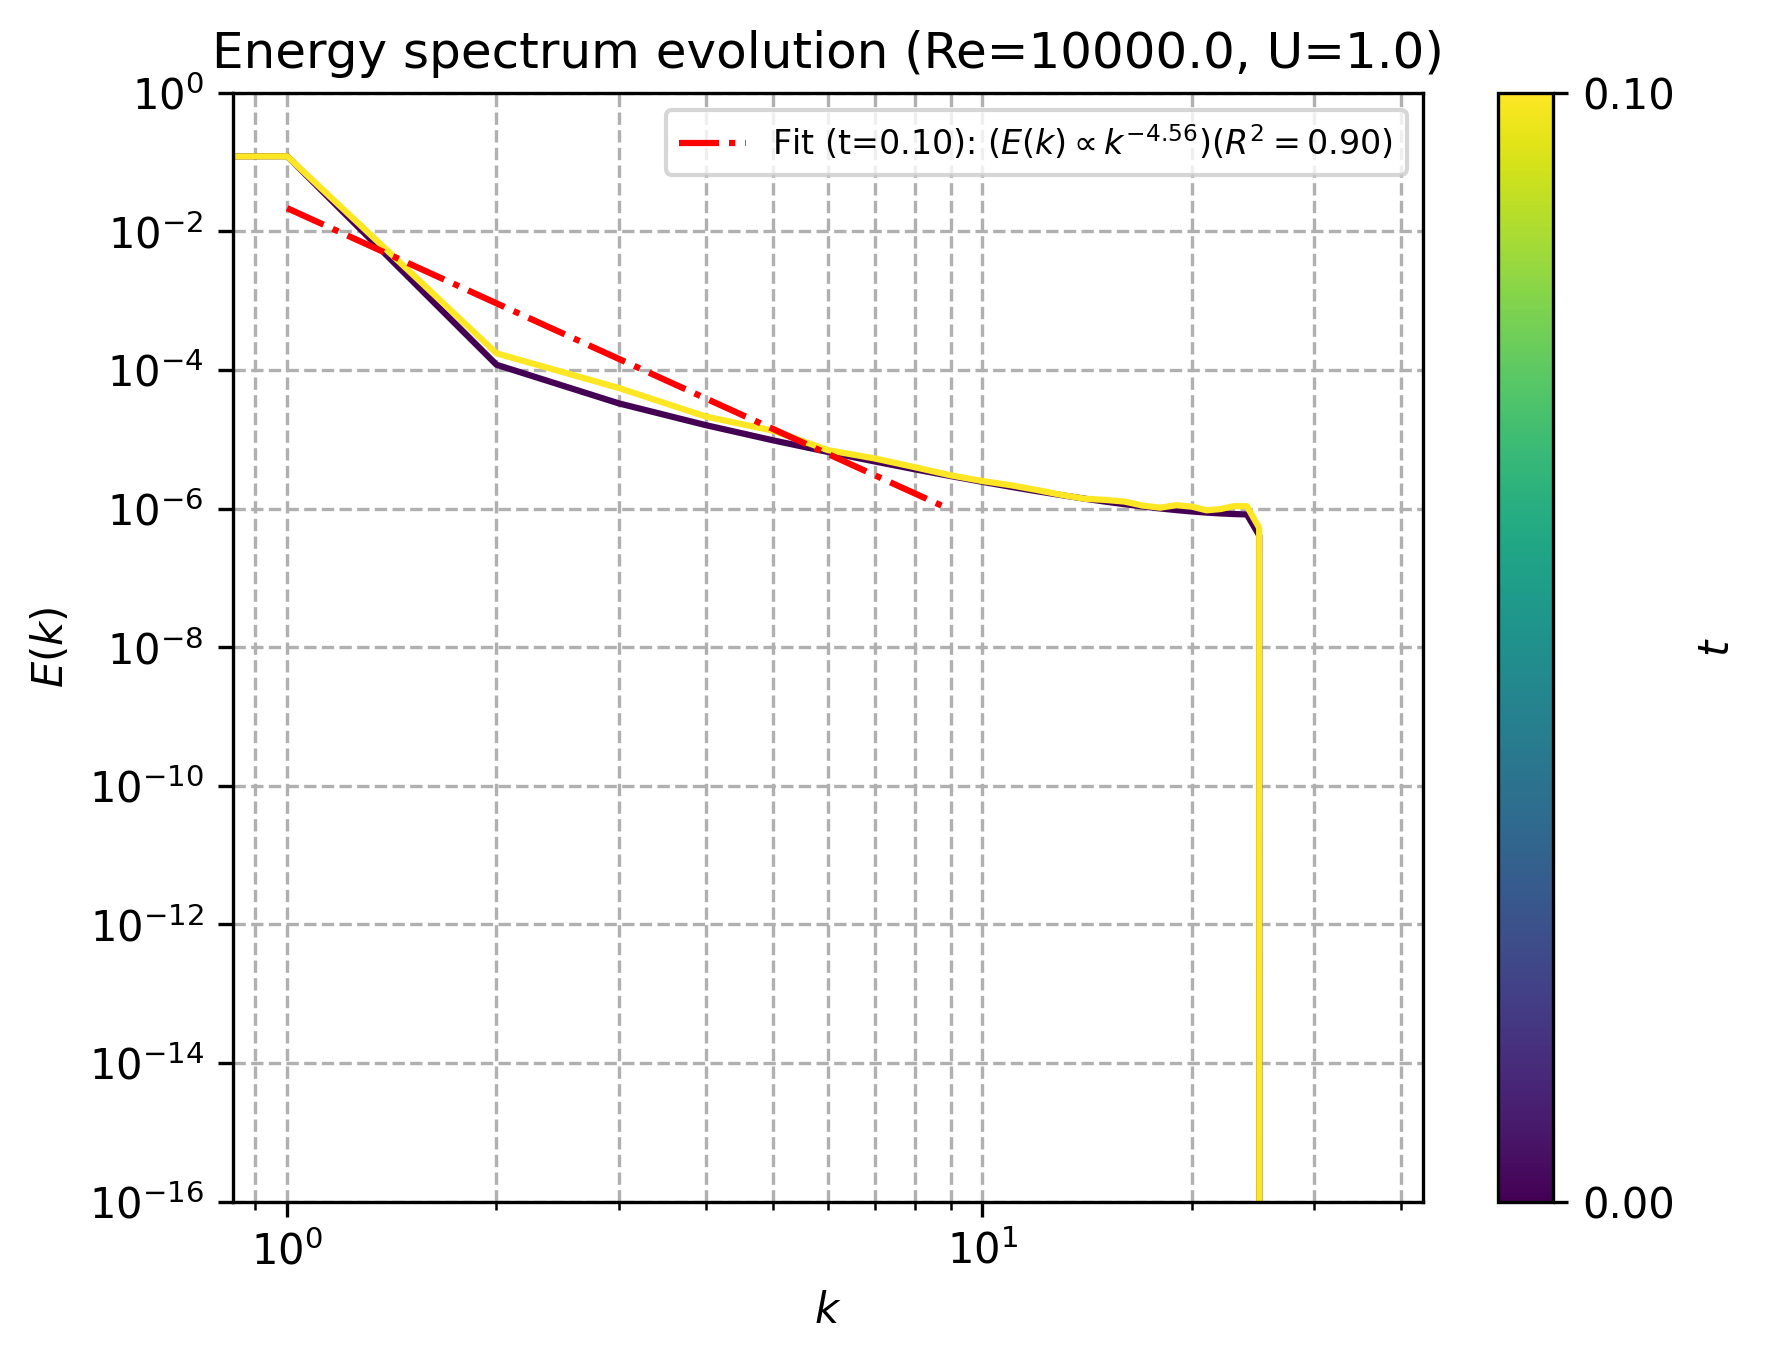 Energy spectrum evolution (Re=10000.0, U=1.0)
Fit (t=0.10): (E(k) ∝ k^{-4.56})(R^2 = 0.90)
E(k)
10^0
10^{-2}
10^{-4}
10^{-6}
10^{-8}
10^{-10}
10^{-12}
10^{-14}
10^{-16}
10^0
10^1
k
0.10
0.00
t